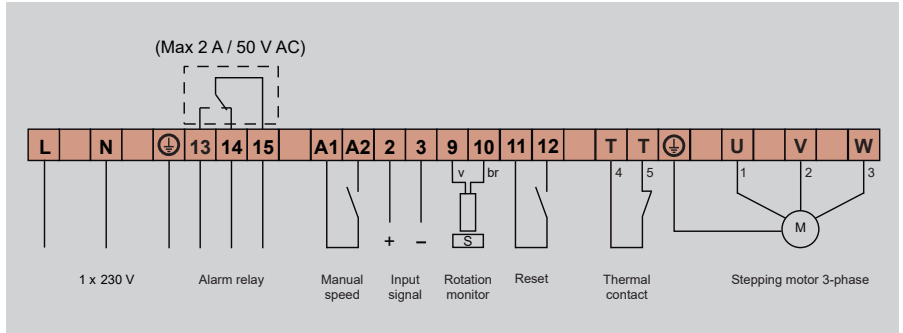 (Max 2 A / 50 V AC)
L N 13 14 15 A1 A2 2 3 9 10 11 12 T T U V W
v br 4 5 1 2 3
M
+ – S
1 x 230 V Alarm relay Manual speed Input signal Rotation monitor Reset Thermal contact Stepping motor 3-phase